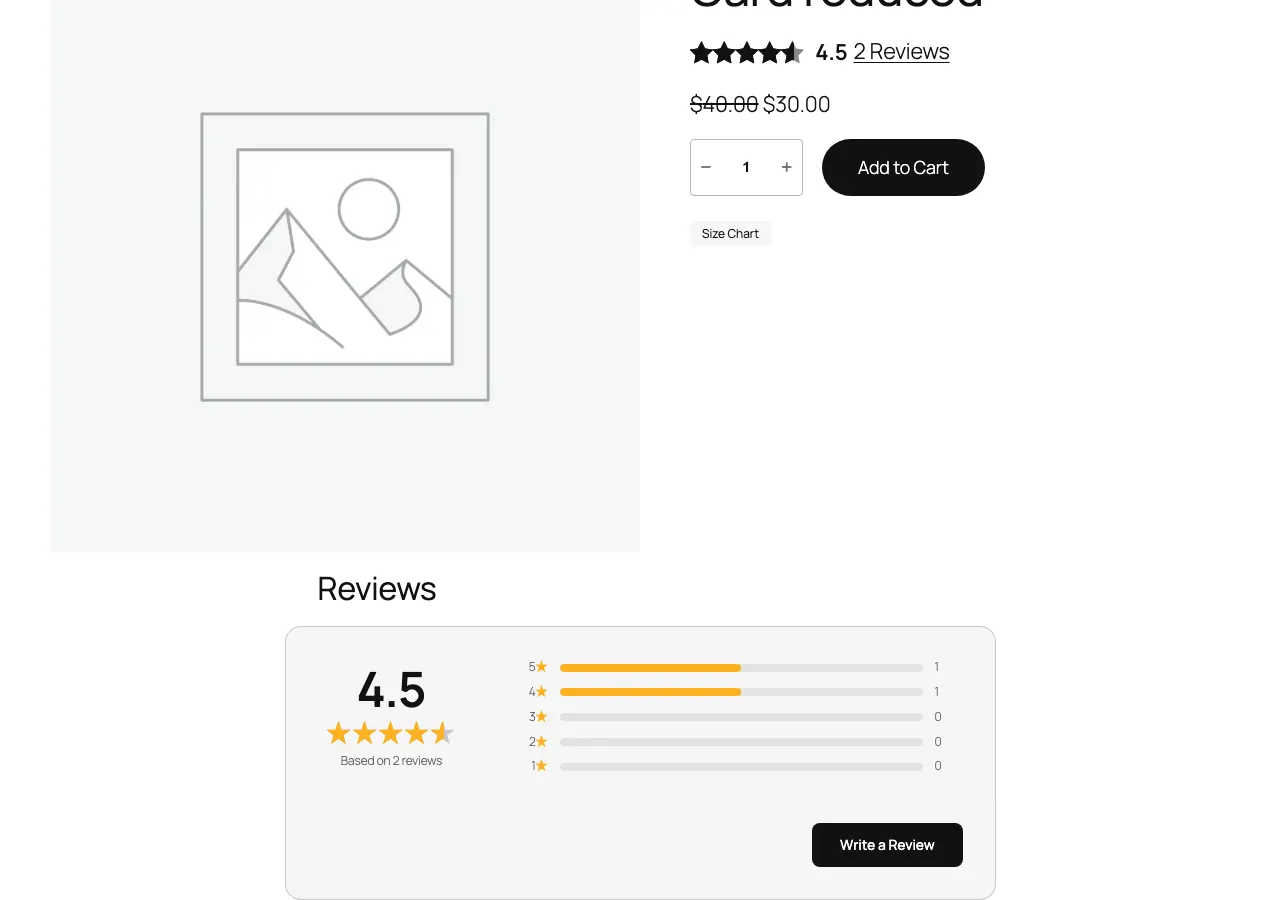 4.5 2 Reviews
$40.00 $30.00
− 1 +
Add to Cart
Size Chart
Reviews
4.5
Based on 2 reviews
5★ 1
4★ 1
3★ 0
2★ 0
1★ 0
Write a Review